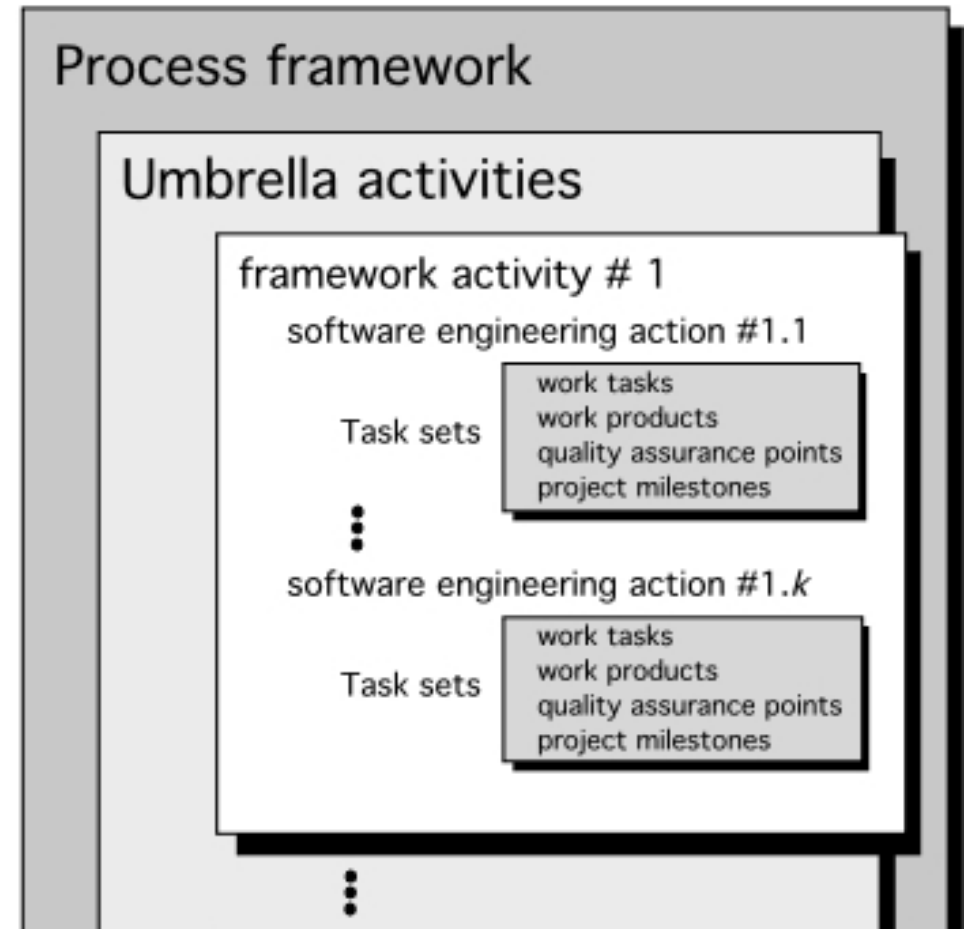 Process framework
Umbrella activities
framework activity # 1
software engineering action #1.1
Task sets
work tasks
work products
quality assurance points
project milestones
software engineering action #1.k
Task sets
work tasks
work products
quality assurance points
project milestones